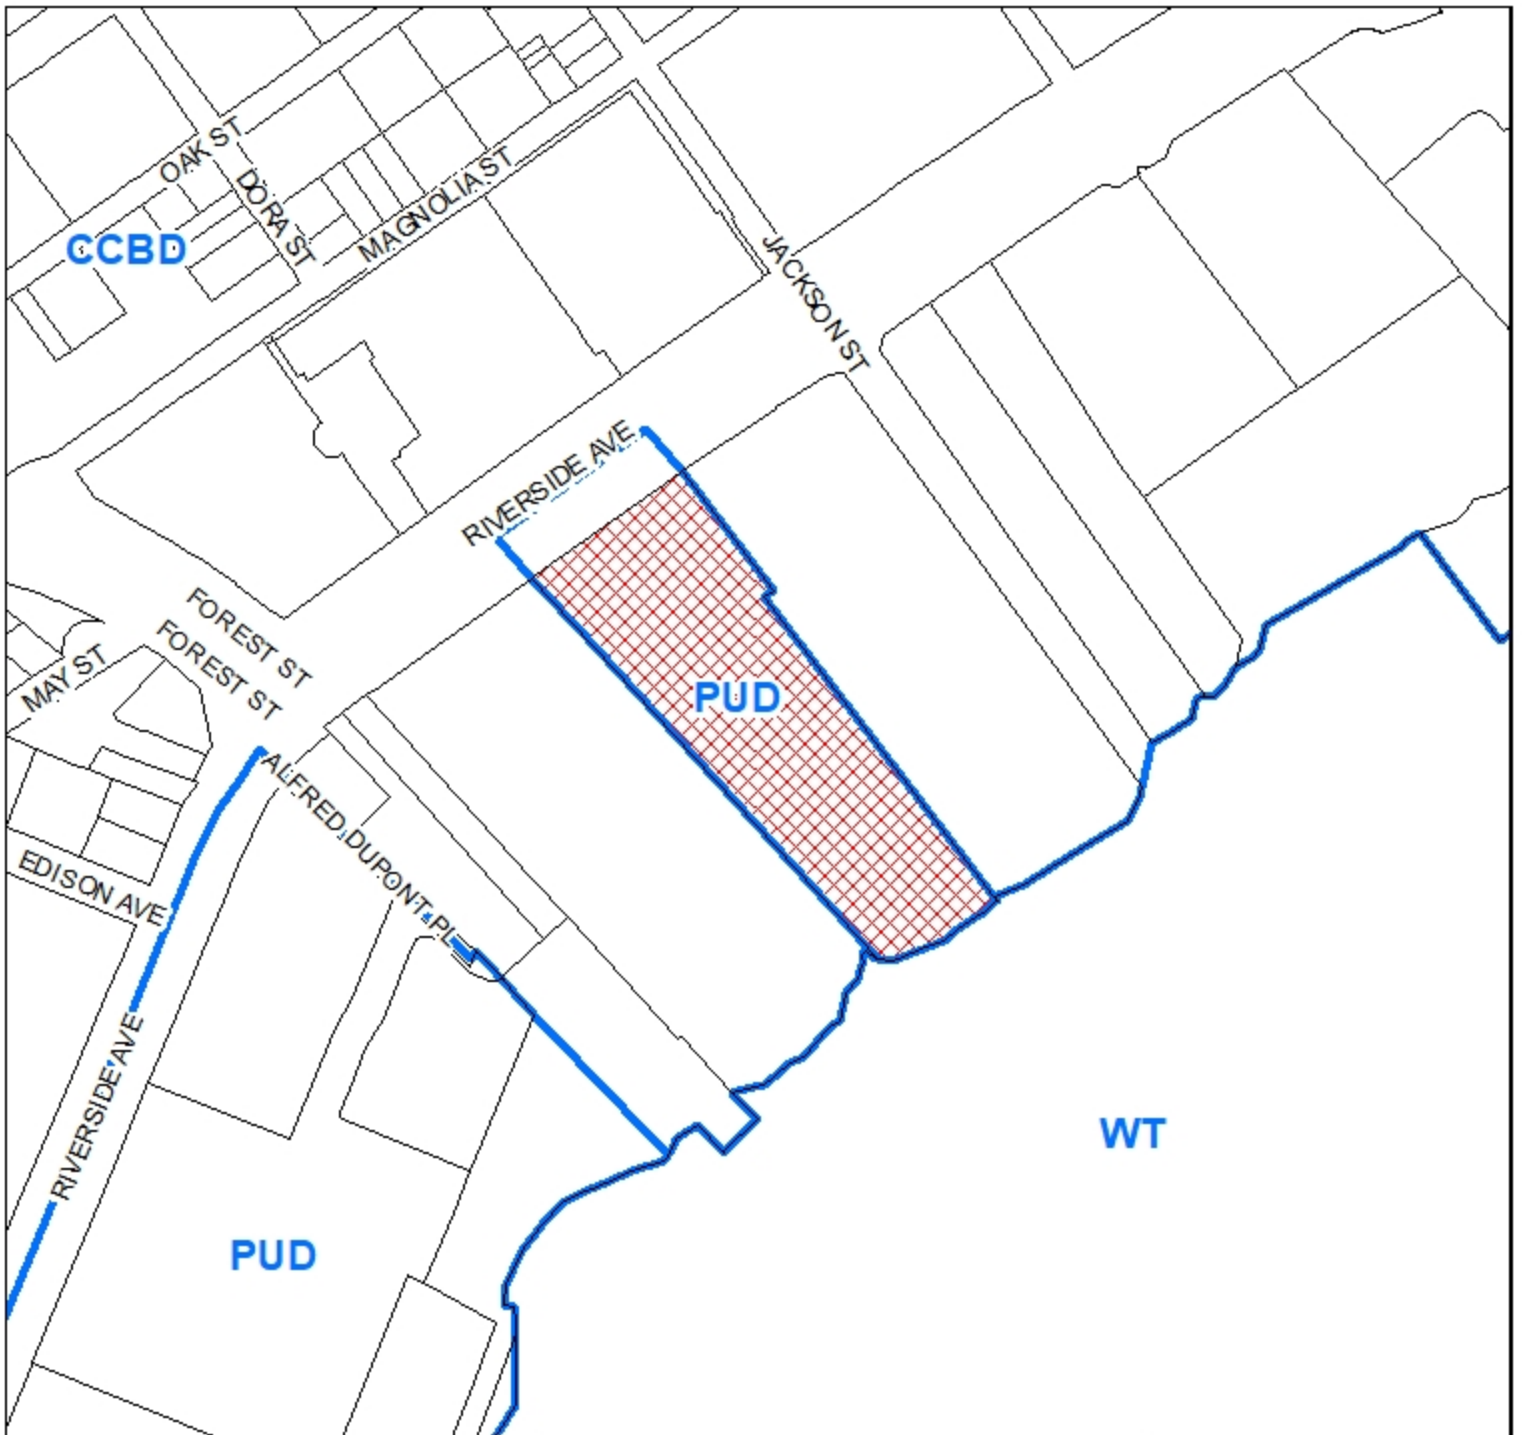 OAK ST
DORA ST
MAGNOLIA ST
CCBD
JACKSON ST
RIVERSIDE AVE
FOREST ST
FOREST ST
MAY ST
PUD
ALFRED DUPONT PL
EDISON AVE
RIVERSIDE AVE
WT
PUD